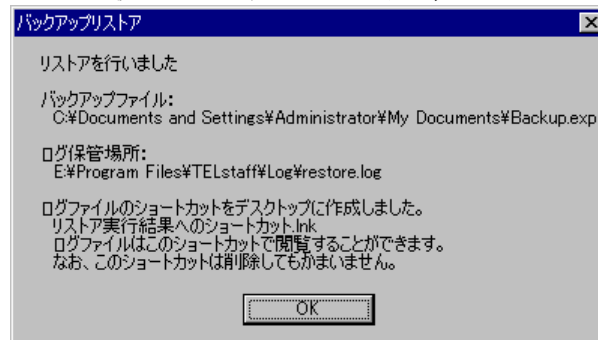 バックアップリストア
リストアを行いました
バックアップファイル:
C:¥Documents and Settings¥Administrator¥My Documents¥Backup.exp
ログ保管場所:
E:¥Program Files¥TELstaff¥Log¥restore.log
ログファイルのショートカットをデスクトップに作成しました。
リストア実行結果へのショートカット.lnk
ログファイルはこのショートカットで閲覧することができます。
なお、このショートカットは削除してもかまいません。
OK